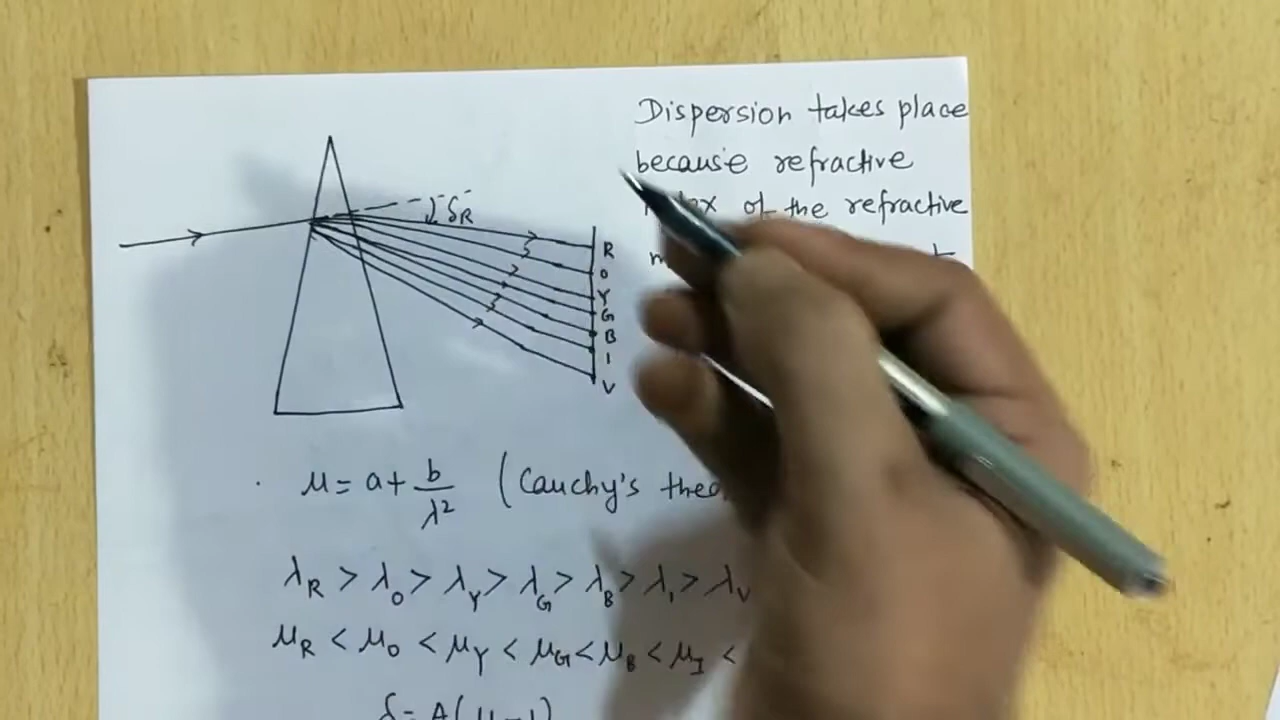 Dispersion takes place
because refractive
of the refractive
δR
R
O
Y
G
B
I
V
μ = a + b/λ² (Cauchy's
λR > λO > λY > λG > λB > λI > λV
μR < μO < μY < μG < μB < μI <
δ = A(μ-1)